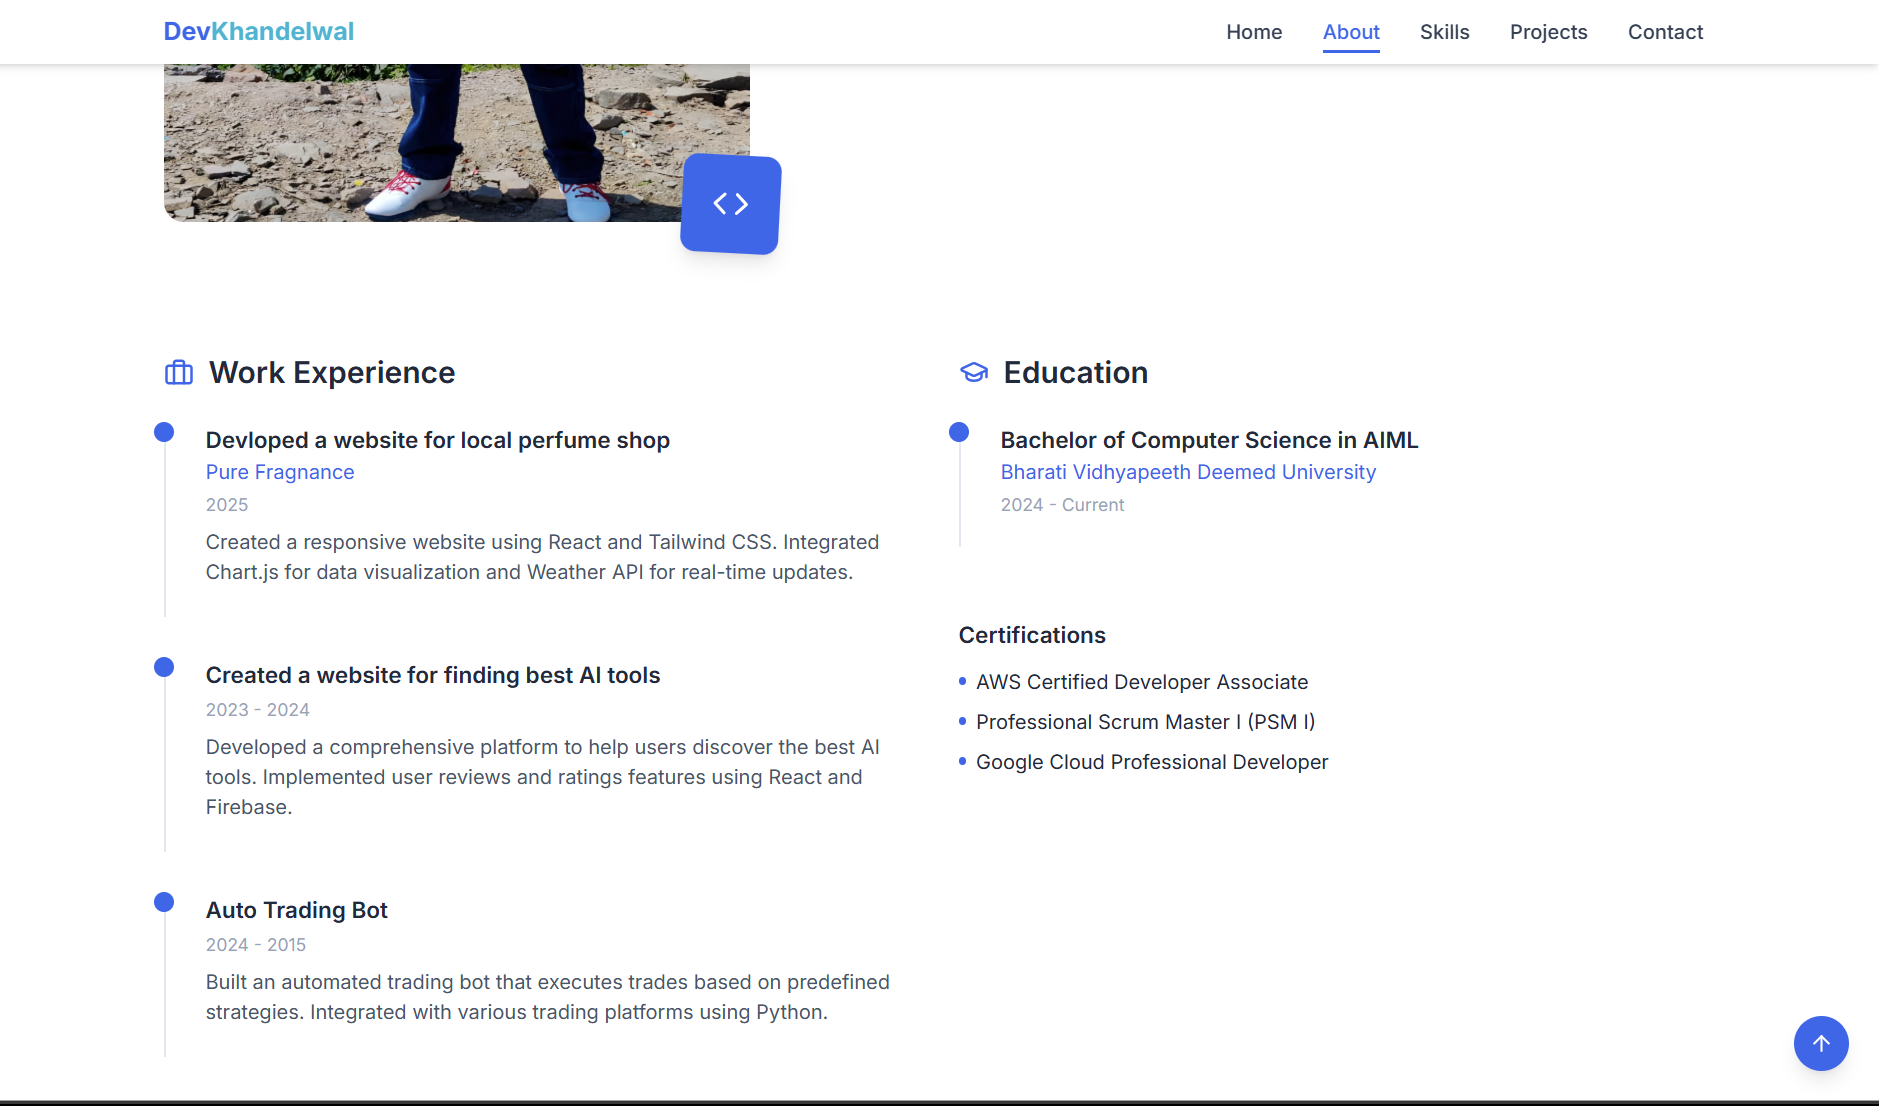 DevKhandelwal
Home About Skills Projects Contact
Work Experience
Devloped a website for local perfume shop
Pure Fragnance
2025
Created a responsive website using React and Tailwind CSS. Integrated
Chart.js for data visualization and Weather API for real-time updates.
Created a website for finding best AI tools
2023 - 2024
Developed a comprehensive platform to help users discover the best AI
tools. Implemented user reviews and ratings features using React and
Firebase.
Auto Trading Bot
2024 - 2015
Built an automated trading bot that executes trades based on predefined
strategies. Integrated with various trading platforms using Python.
Education
Bachelor of Computer Science in AIML
Bharati Vidhyapeeth Deemed University
2024 - Current
Certifications
AWS Certified Developer Associate
Professional Scrum Master I (PSM I)
Google Cloud Professional Developer